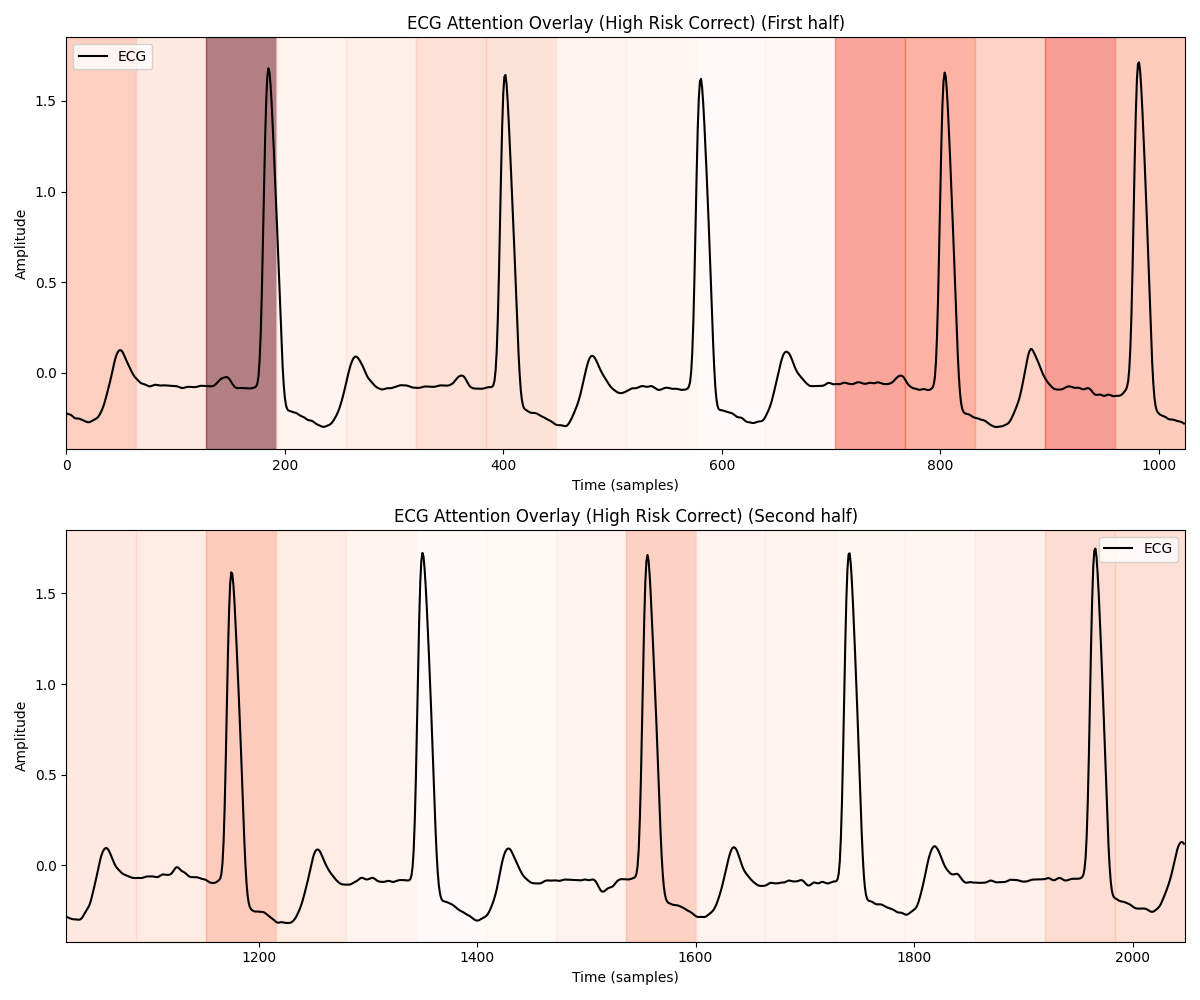 ECG Attention Overlay (High Risk Correct) (First half)
ECG
Amplitude
1.5
1.0
0.5
0.0
0 200 400 600 800 1000
Time (samples)
ECG Attention Overlay (High Risk Correct) (Second half)
ECG
Amplitude
1.5
1.0
0.5
0.0
1200 1400 1600 1800 2000
Time (samples)